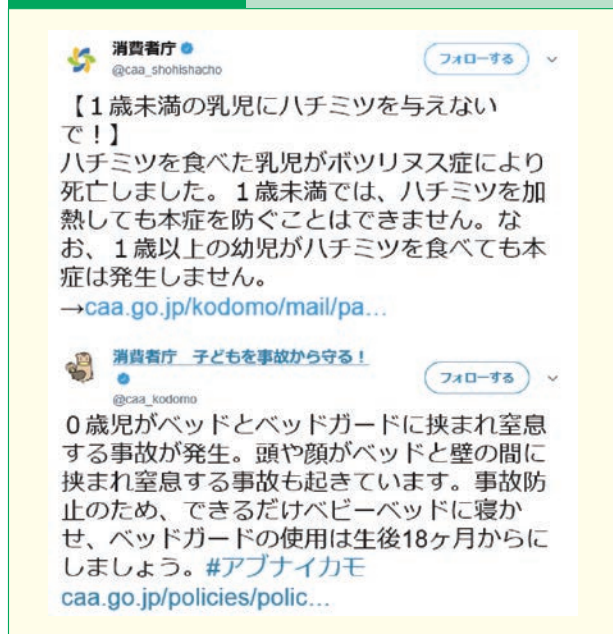 消費者庁
フォローする
@caa_shohishacho
【１歳未満の乳児にハチミツを与えない
で！】
ハチミツを食べた乳児がボツリヌス症により
死亡しました。１歳未満では、ハチミツを加
熱しても本症を防ぐことはできません。な
お、１歳以上の幼児がハチミツを食べても本
症は発生しません。
→caa.go.jp/kodomo/mail/pa…
消費者庁　子どもを事故から守る！
フォローする
@caa_kodomo
０歳児がベッドとベッドガードに挟まれ窒息
する事故が発生。頭や顔がベッドと壁の間に
挟まれ窒息する事故も起きています。事故防
止のため、できるだけベビーベッドに寝か
せ、ベッドガードの使用は生後18ヶ月からに
しましょう。#アブナイカモ
caa.go.jp/policies/polic…